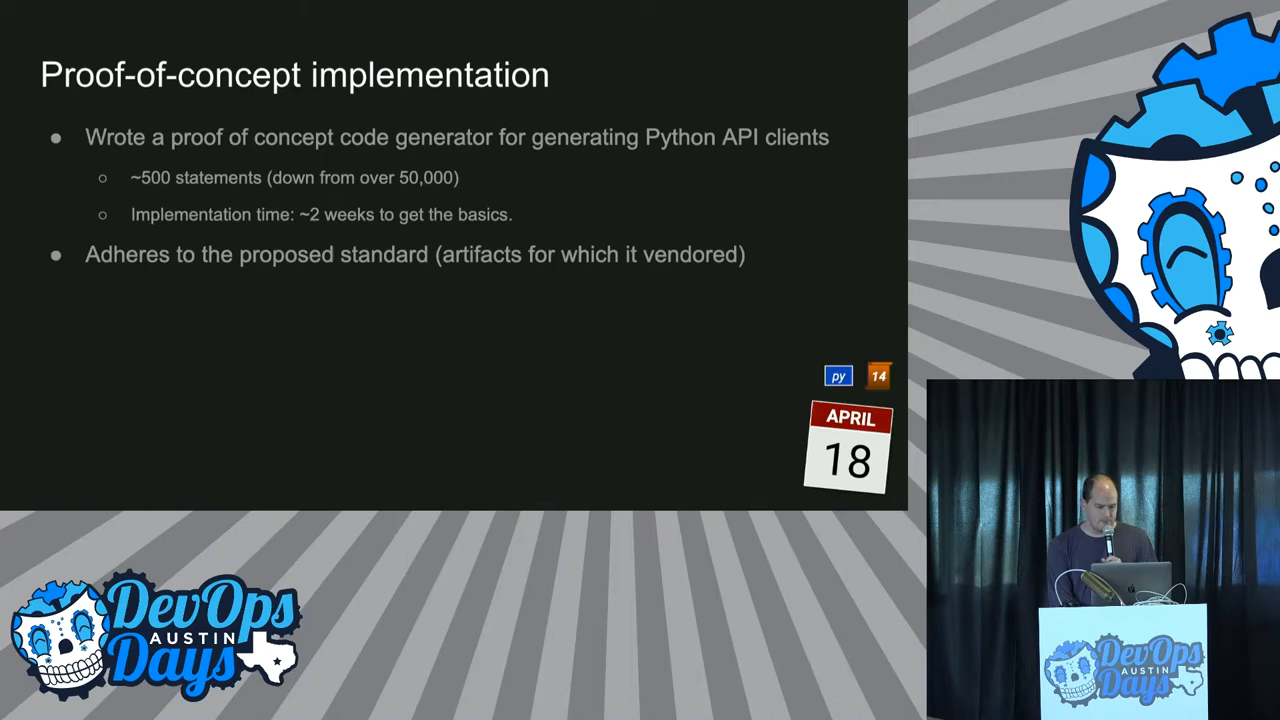 Proof-of-concept implementation
Wrote a proof of concept code generator for generating Python API clients
~500 statements (down from over 50,000)
Implementation time: ~2 weeks to get the basics.
Adheres to the proposed standard (artifacts for which it vendored)
py
14
APRIL
18
DevOps
AUSTIN
Days
DevOps
AUSTIN
Days